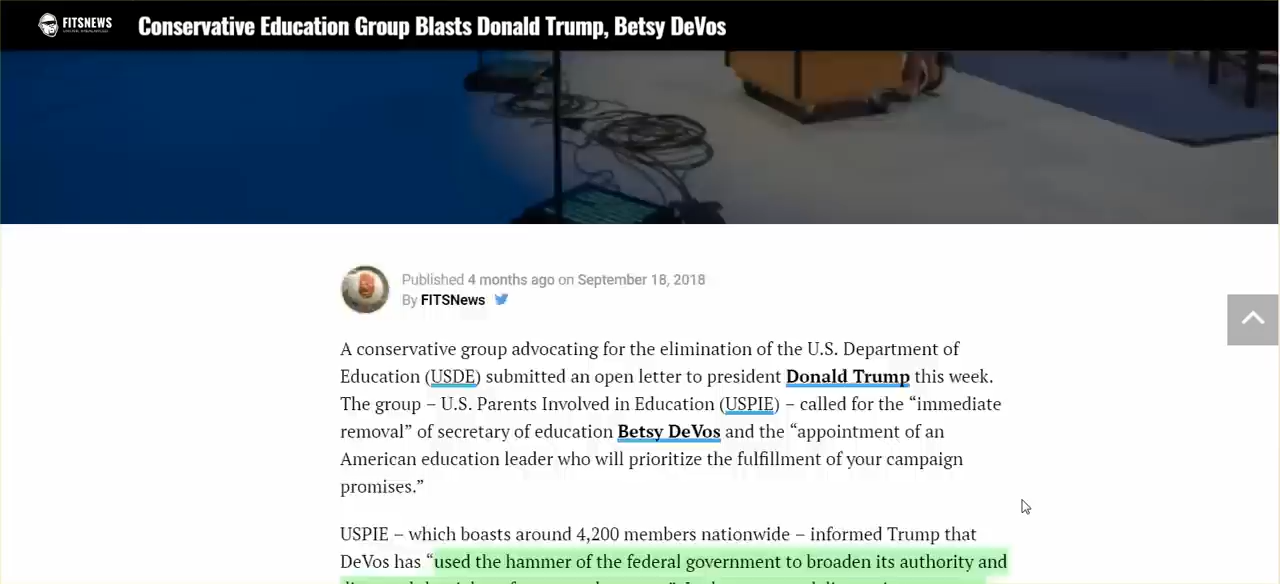 FITSNEWS
Conservative Education Group Blasts Donald Trump, Betsy DeVos
Published 4 months ago on September 18, 2018
By FITSNews
A conservative group advocating for the elimination of the U.S. Department of
Education (USDE) submitted an open letter to president Donald Trump this week.
The group – U.S. Parents Involved in Education (USPIE) – called for the “immediate
removal” of secretary of education Betsy DeVos and the “appointment of an
American education leader who will prioritize the fulfillment of your campaign
promises.”
USPIE – which boasts around 4,200 members nationwide – informed Trump that
DeVos has “used the hammer of the federal government to broaden its authority and